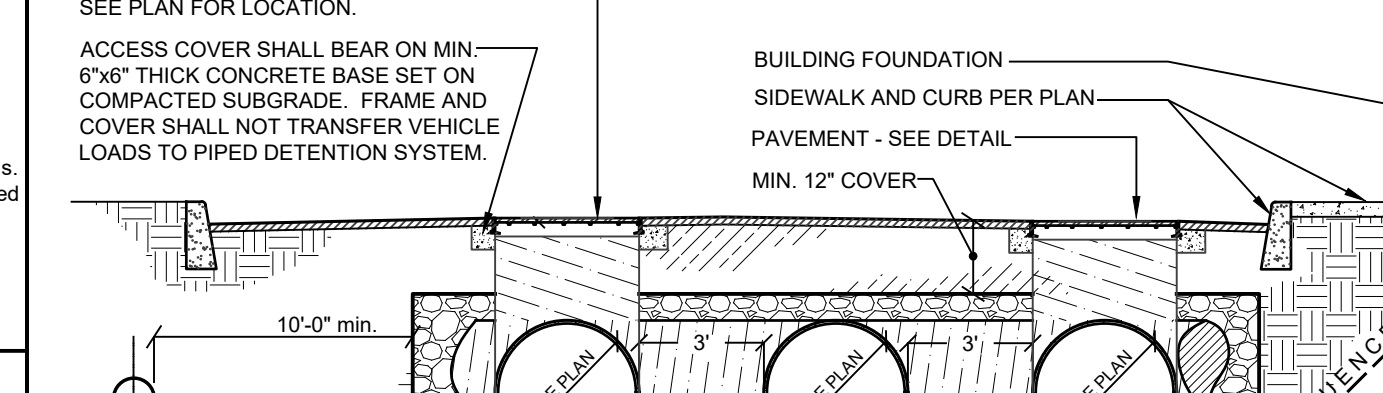 SEE PLAN FOR LOCATION.
ACCESS COVER SHALL BEAR ON MIN.
6"x6" THICK CONCRETE BASE SET ON
COMPACTED SUBGRADE. FRAME AND
COVER SHALL NOT TRANSFER VEHICLE
LOADS TO PIPED DETENTION SYSTEM.
BUILDING FOUNDATION
SIDEWALK AND CURB PER PLAN
PAVEMENT - SEE DETAIL
MIN. 12" COVER
10'-0" min.
3'
3'
PLAN
PLAN
PLAN